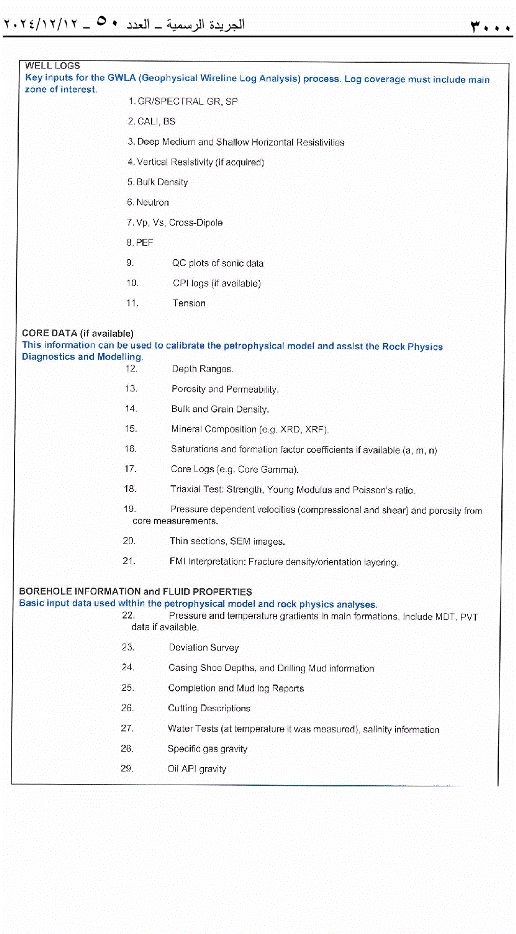 ٣٠٠٠ الجريدة الرسمية – العدد ٥٠ – ٢٠٢٤/١٢/١٢
WELL LOGS
Key inputs for the GWLA (Geophysical Wireline Log Analysis) process. Log coverage must include main
zone of interest.
1. GR/SPECTRAL GR, SP
2. CALI, BS
3. Deep Medium and Shallow Horizontal Resistivities
4. Vertical Resistivity (if acquired)
5. Bulk Density
6. Neutron
7. Vp, Vs, Cross-Dipole
8. PEF
9. QC plots of sonic data
10. CPI logs (if available)
11. Tension
CORE DATA (if available)
This information can be used to calibrate the petrophysical model and assist the Rock Physics
Diagnostics and Modelling.
12. Depth Ranges.
13. Porosity and Permeability.
14. Bulk and Grain Density.
15. Mineral Composition (e.g. XRD, XRF).
16. Saturations and formation factor coefficients if available (a, m, n)
17. Core Logs (e.g. Core Gamma).
18. Triaxial Test: Strength, Young Modulus and Poisson's ratio.
19. Pressure dependent velocities (compressional and shear) and porosity from
core measurements.
20. Thin sections, SEM images.
21. FMI Interpretation: Fracture density/orientation layering.
BOREHOLE INFORMATION and FLUID PROPERTIES
Basic input data used within the petrophysical model and rock physics analyses.
22. Pressure and temperature gradients in main formations. Include MDT, PVT
data if available.
23. Deviation Survey
24. Casing Shoe Depths, and Drilling Mud information
25. Completion and Mud log Reports
26. Cutting Descriptions
27. Water Tests (at temperature it was measured), salinity information
28. Specific gas gravity
29. Oil API gravity